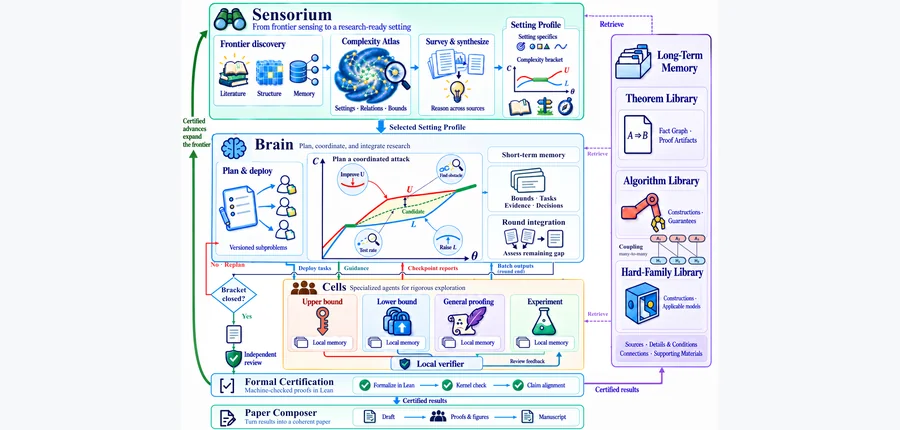 Sensorium
From frontier sensing to a research-ready setting
Frontier discovery
Literature
Structure
Memory
Complexity Atlas
Settings · Relations · Bounds
Survey & synthesize
Reason across sources
Setting Profile
Setting specifics
Complexity bracket
C
U
L
θ
Retrieve
Long-Term
Memory
Theorem Library
A⇒B
Fact Graph ·
Proof Artifacts
Algorithm Library
Constructions ·
Guarantees
Coupling
many-to-many
A₁
A₂
A₃
Hard-Family Library
Constructions ·
Applicable models
Sources · Details & Conditions
Connections · Supporting Materials
Certified
advances
expand the
frontier
Selected Setting Profile
Brain
Plan, coordinate, and integrate research
Plan & deploy
Versioned subproblems
Plan a coordinated attack
C
Improve U
Find obstacle
U
Candidate
L
Test rate
Raise L
θ
Short-term memory
Bounds · Tasks
Evidence · Decisions
Round integration
Assess remaining gap
Retrieve
No · Replan
Deploy tasks
Guidance
Checkpoint reports
Batch outputs
(round end)
Bracket
closed?
Yes
Independent
review
Cells
Specialized agents for rigorous exploration
Upper bound
Local memory
Lower bound
Local memory
General proofing
Local memory
Experiment
Local memory
Retrieve
Local verifier
Review feedback
Formal Certification
Machine-checked proofs in Lean
Formalize in Lean
Kernel check
Claim alignment
Certified results
Certified results
Paper Composer
Turn results into a coherent paper
Draft
Proofs & figures
Manuscript